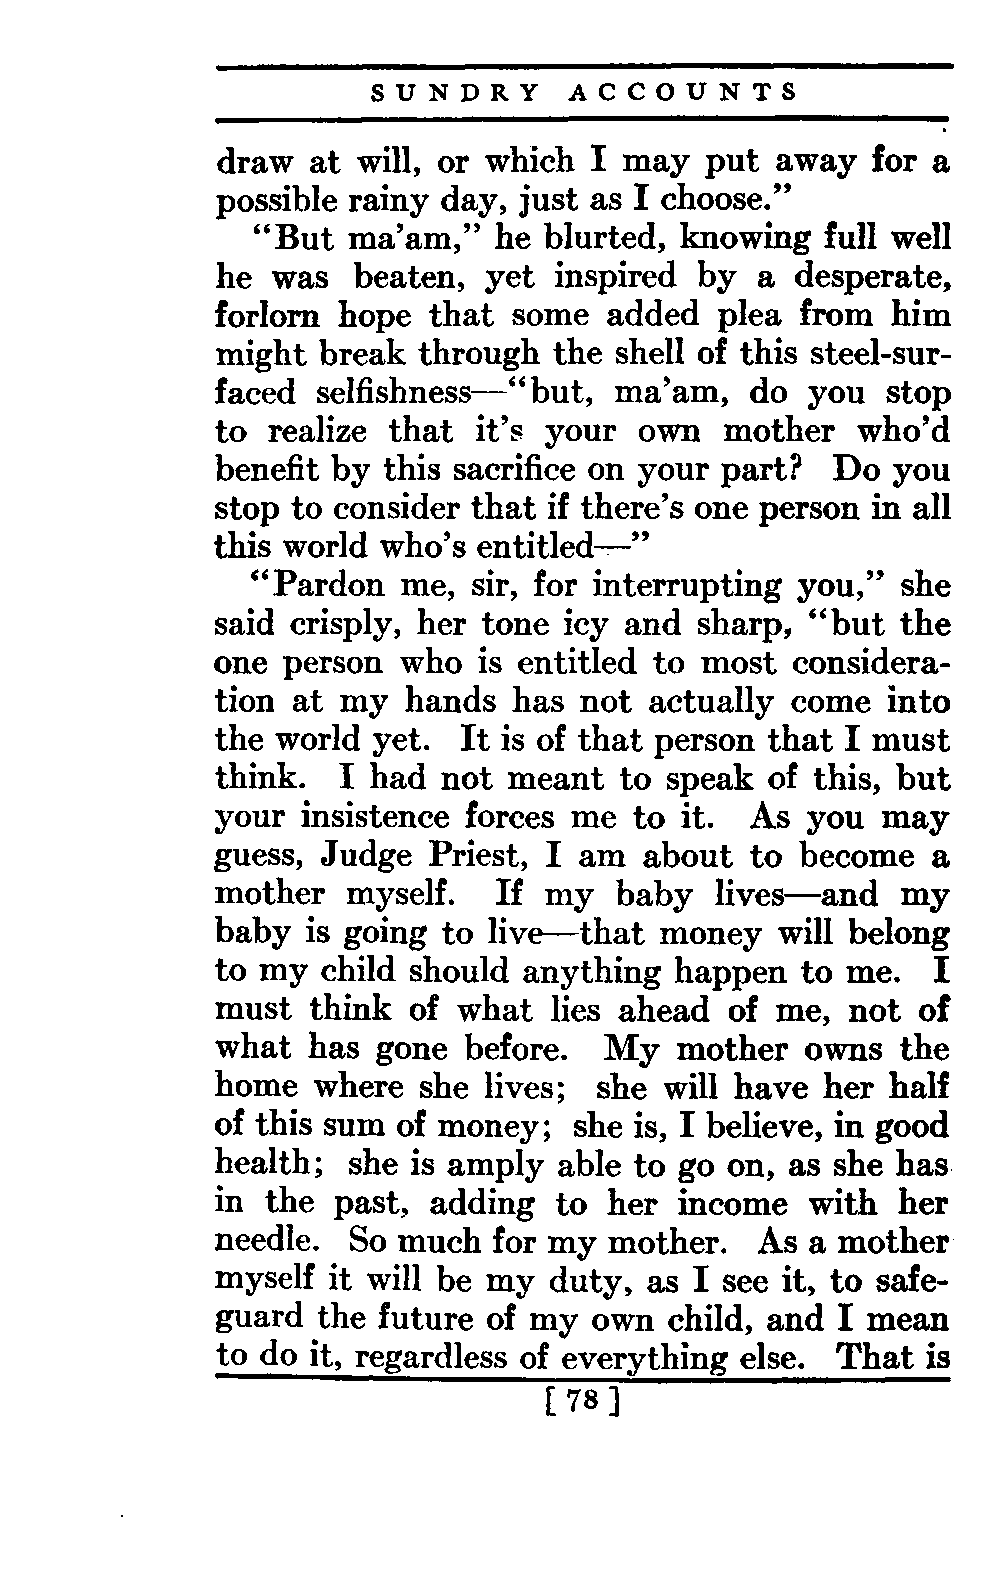 SUNDRY ACCOUNTS
draw at will, or which I may put away for a
possible rainy day, just as I choose.”
“But ma’am,” he blurted, knowing full well
he was beaten, yet inspired by a desperate,
forlorn hope that some added plea from him
might break through the shell of this steel-sur-
faced selfishness—“but, ma’am, do you stop
to realize that it’s your own mother who’d
benefit by this sacrifice on your part? Do you
stop to consider that if there’s one person in all
this world who’s entitled—”
“Pardon me, sir, for interrupting you,” she
said crisply, her tone icy and sharp, “but the
one person who is entitled to most considera-
tion at my hands has not actually come into
the world yet. It is of that person that I must
think. I had not meant to speak of this, but
your insistence forces me to it. As you may
guess, Judge Priest, I am about to become a
mother myself. If my baby lives—and my
baby is going to live—that money will belong
to my child should anything happen to me. I
must think of what lies ahead of me, not of
what has gone before. My mother owns the
home where she lives; she will have her half
of this sum of money; she is, I believe, in good
health; she is amply able to go on, as she has
in the past, adding to her income with her
needle. So much for my mother. As a mother
myself it will be my duty, as I see it, to safe-
guard the future of my own child, and I mean
to do it, regardless of everything else. That is
[ 78 ]